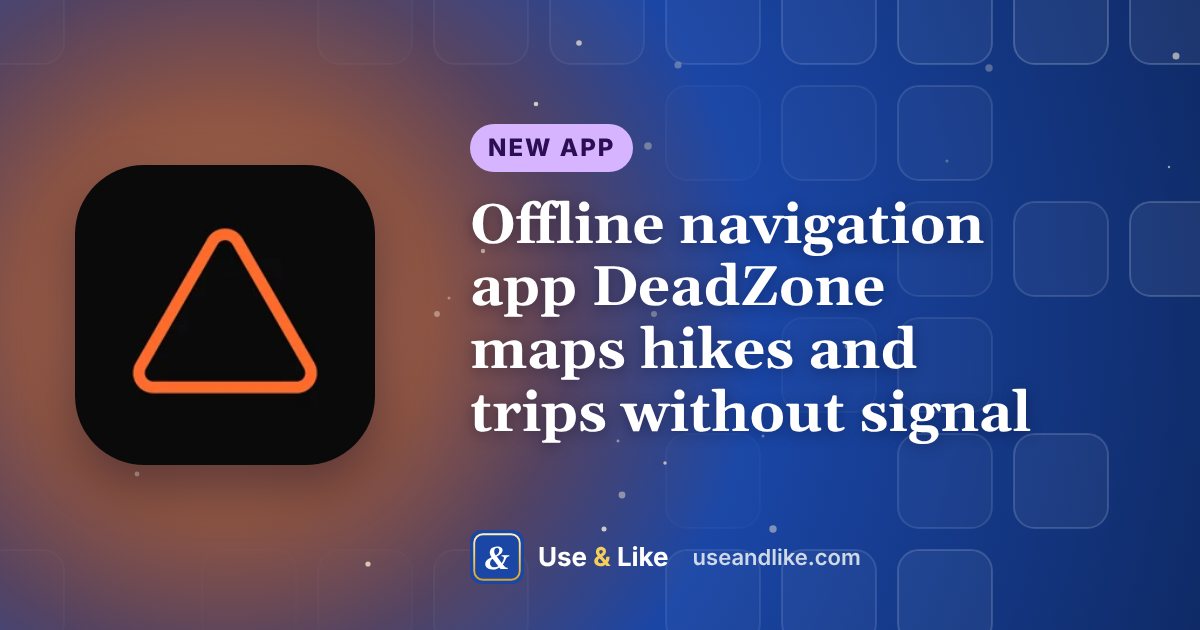 NEW APP
Offline navigation
app DeadZone
maps hikes and
trips without signal
& Use & Like useandlike.com